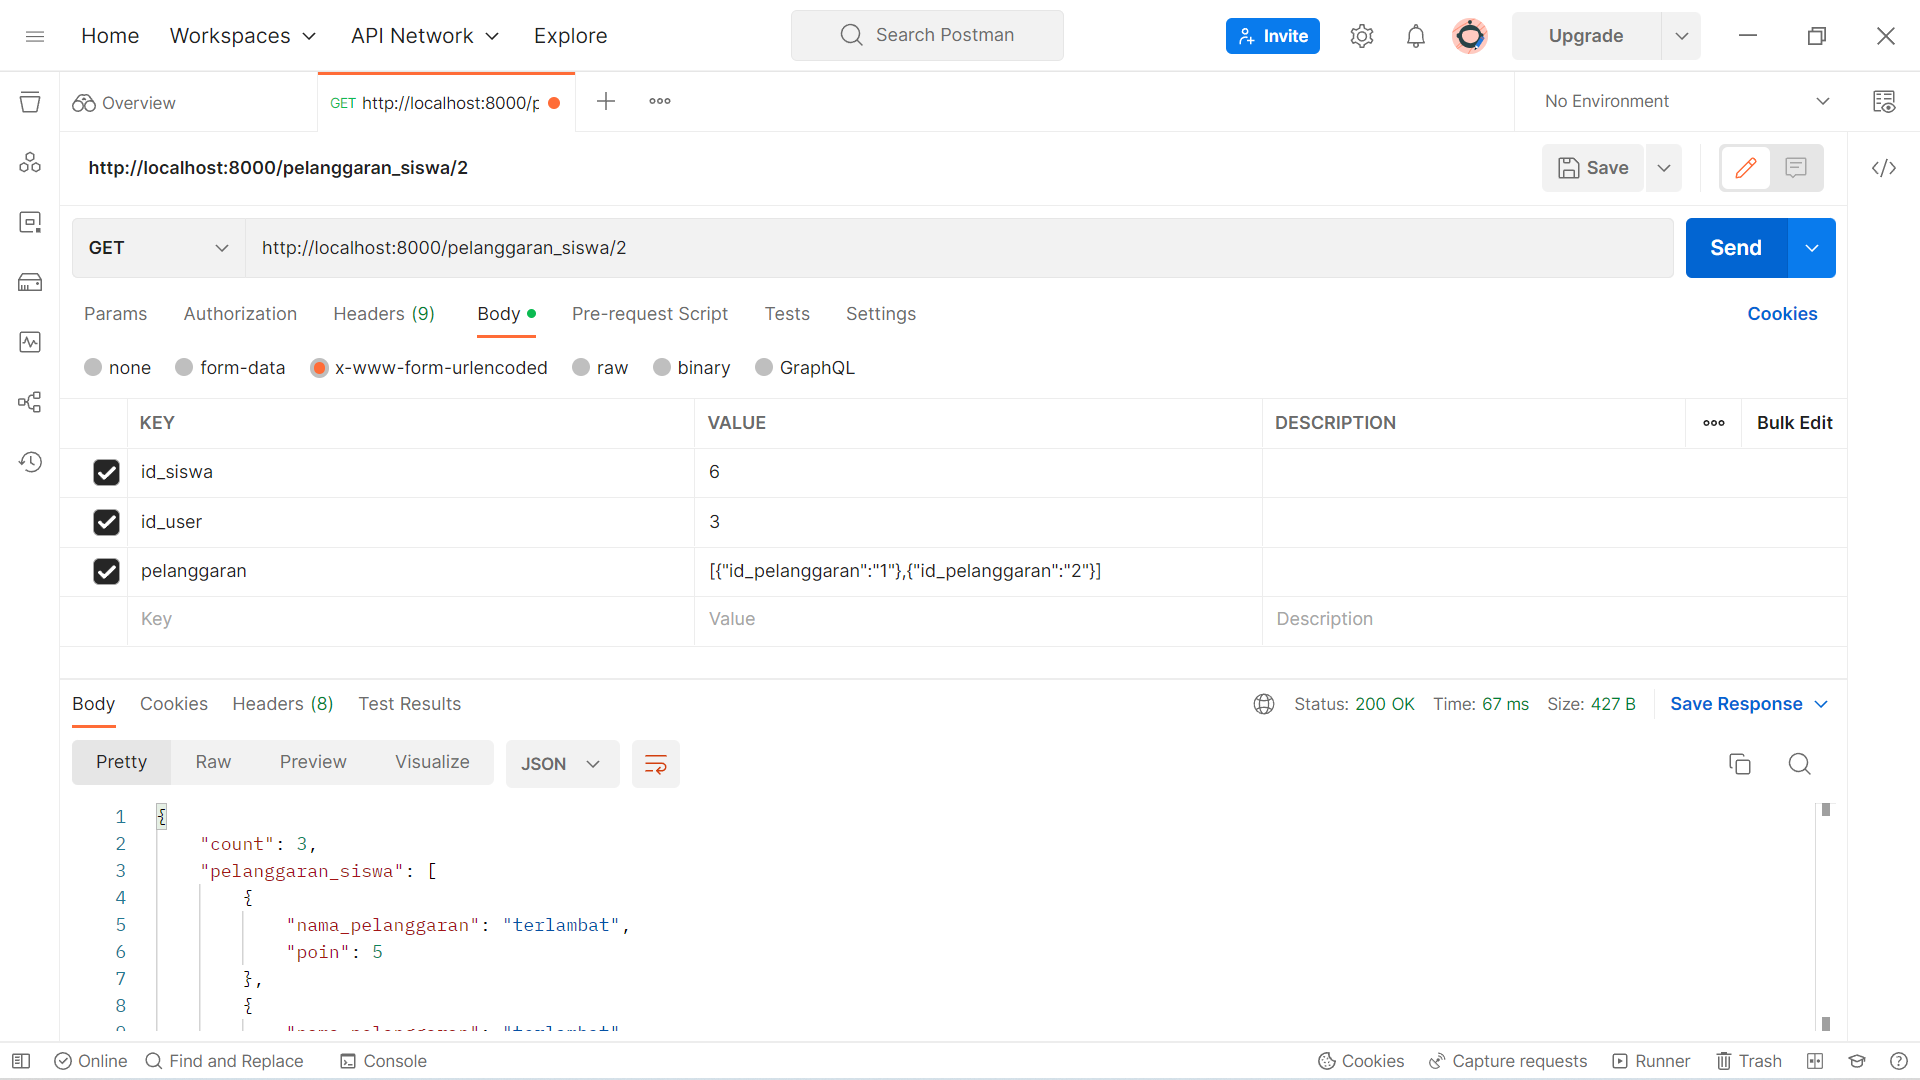 Home Workspaces API Network Explore Search Postman Invite Upgrade
Overview GET http://localhost:8000/p No Environment
http://localhost:8000/pelanggaran_siswa/2 Save
GET http://localhost:8000/pelanggaran_siswa/2 Send
Params Authorization Headers (9) Body Pre-request Script Tests Settings Cookies
none form-data x-www-form-urlencoded raw binary GraphQL
KEY VALUE DESCRIPTION Bulk Edit
id_siswa 6
id_user 3
pelanggaran [{"id_pelanggaran":"1"},{"id_pelanggaran":"2"}]
Key Value Description
Body Cookies Headers (8) Test Results Status: 200 OK Time: 67 ms Size: 427 B Save Response
Pretty Raw Preview Visualize JSON
1 {
2 "count": 3,
3 "pelanggaran_siswa": [
4 {
5 "nama_pelanggaran": "terlambat",
6 "poin": 5
7 },
8 {
9 "nama_pelanggaran": "terlambat"
Online Find and Replace Console Cookies Capture requests Runner Trash